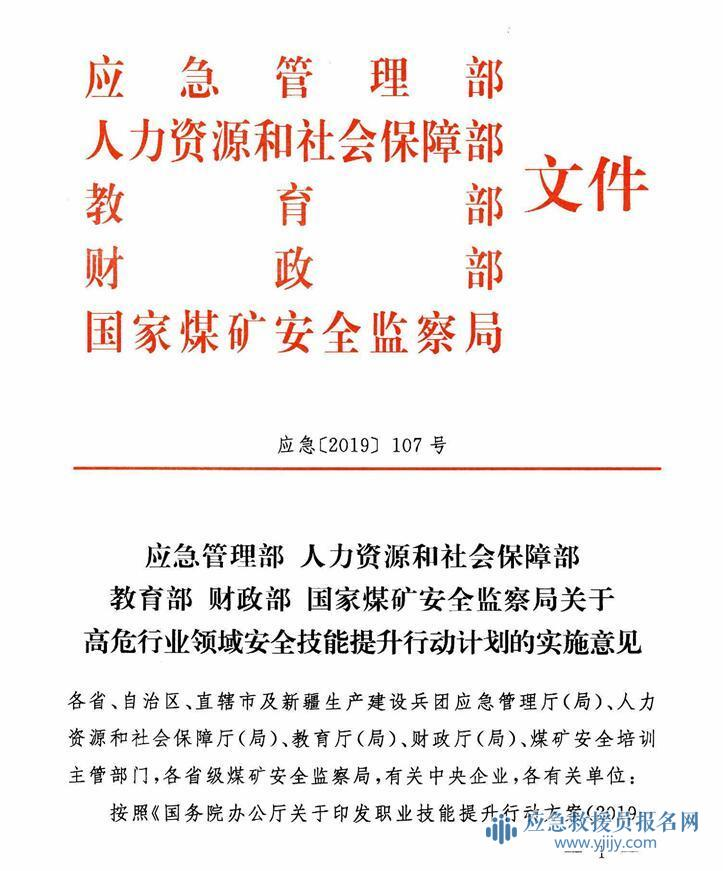 应急管理部
人力资源和社会保障部
教育部
财政部
国家煤矿安全监察局
文件
应急〔2019〕107号
应急管理部 人力资源和社会保障部
教育部 财政部 国家煤矿安全监察局关于
高危行业领域安全技能提升行动计划的实施意见
各省、自治区、直辖市及新疆生产建设兵团应急管理厅(局)、人力
资源和社会保障厅(局)、教育厅(局)、财政厅(局)、煤矿安全培训
主管部门,各省级煤矿安全监察局,有关中央企业,各有关单位:
按照《国务院办公厅关于印发职业技能提升行动方案(2019
应急救援员报名网
www.yjijy.com
— 1 —